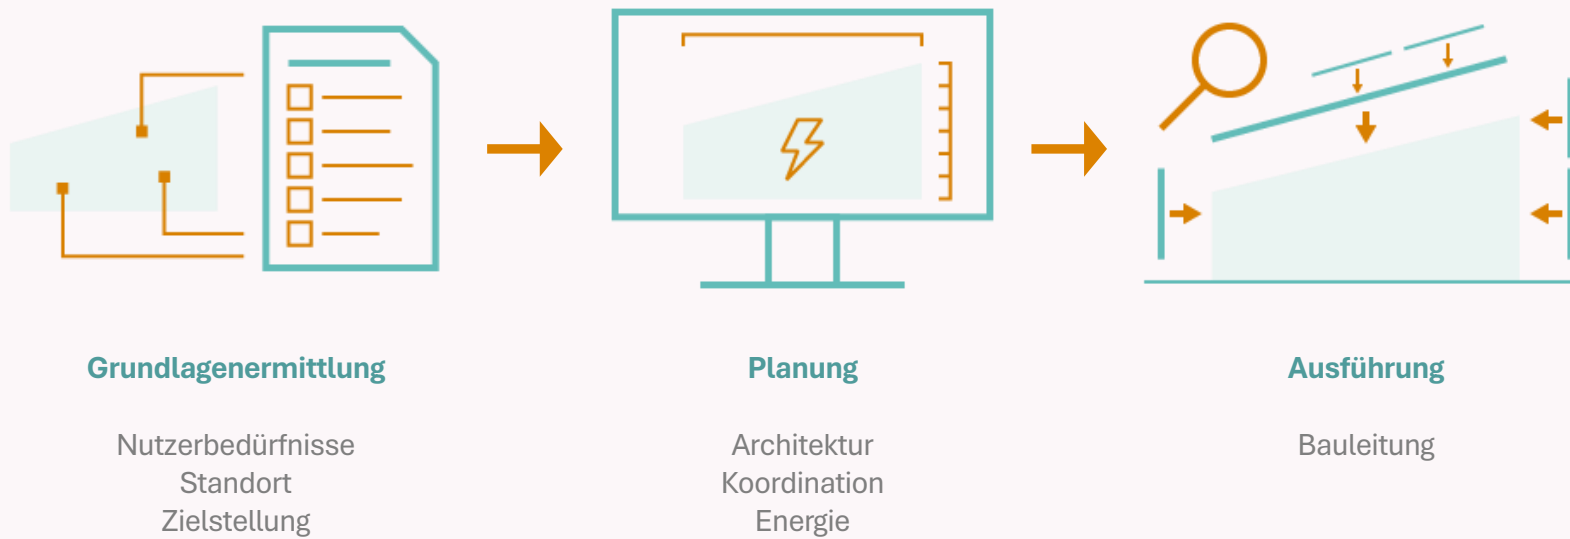 Grundlagenermittlung
Nutzerbedürfnisse
Standort
Zielstellung
Planung
Architektur
Koordination
Energie
Ausführung
Bauleitung